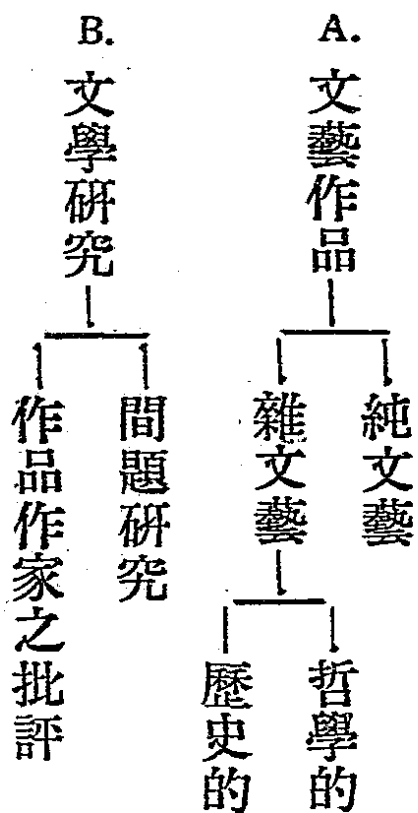 A. 文藝作品
純文藝
雜文藝
哲學的
歷史的
B. 文學研究
問題研究
作品作家之批評